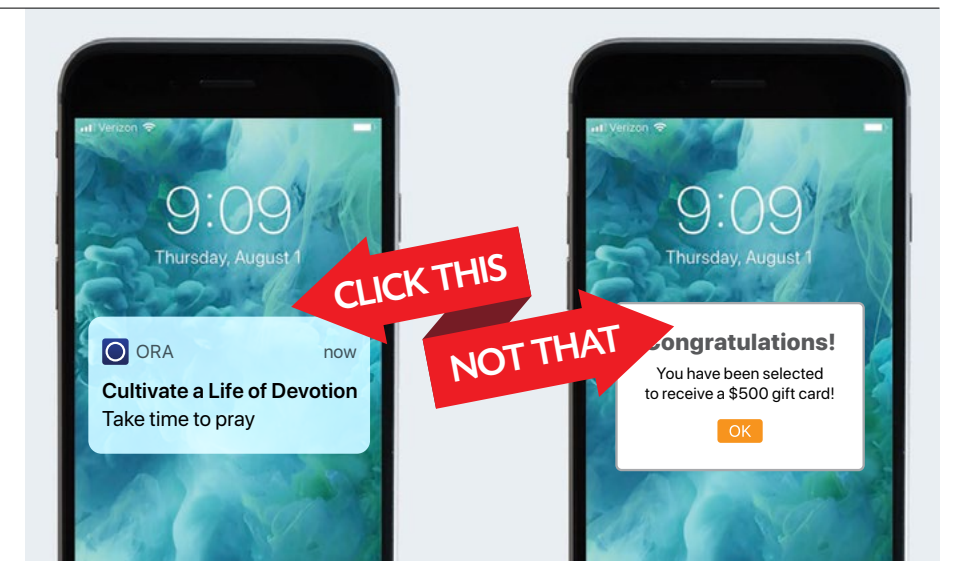 Verizon
9:09
Thursday, August 1
ORA now
Cultivate a Life of Devotion
Take time to pray
CLICK THIS
NOT THAT
Verizon
9:09
Thursday, August 1
Congratulations!
You have been selected
to receive a $500 gift card!
OK